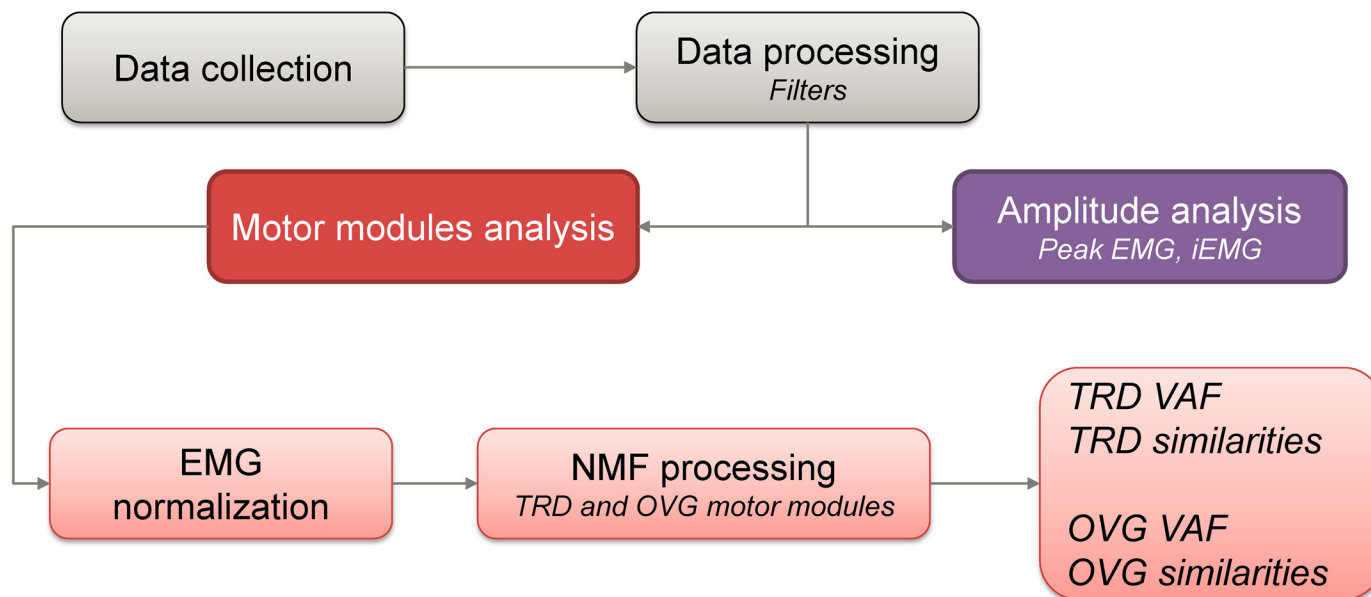 Data collection
Data processing
Filters
Motor modules analysis
Amplitude analysis
Peak EMG, iEMG
EMG
normalization
NMF processing
TRD and OVG motor modules
TRD VAF
TRD similarities
OVG VAF
OVG similarities